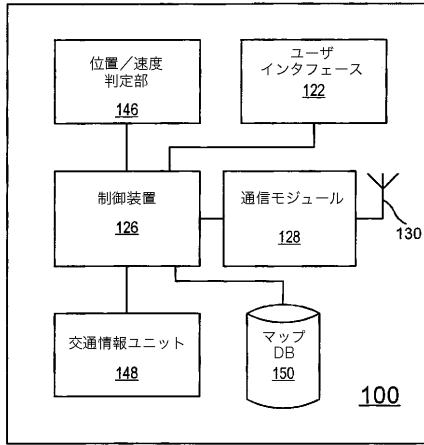 位置／速度
判定部
146
ユーザ
インタフェース
122
制御装置
126
通信モジュール
128
130
交通情報ユニット
148
マップ
DB
150
100